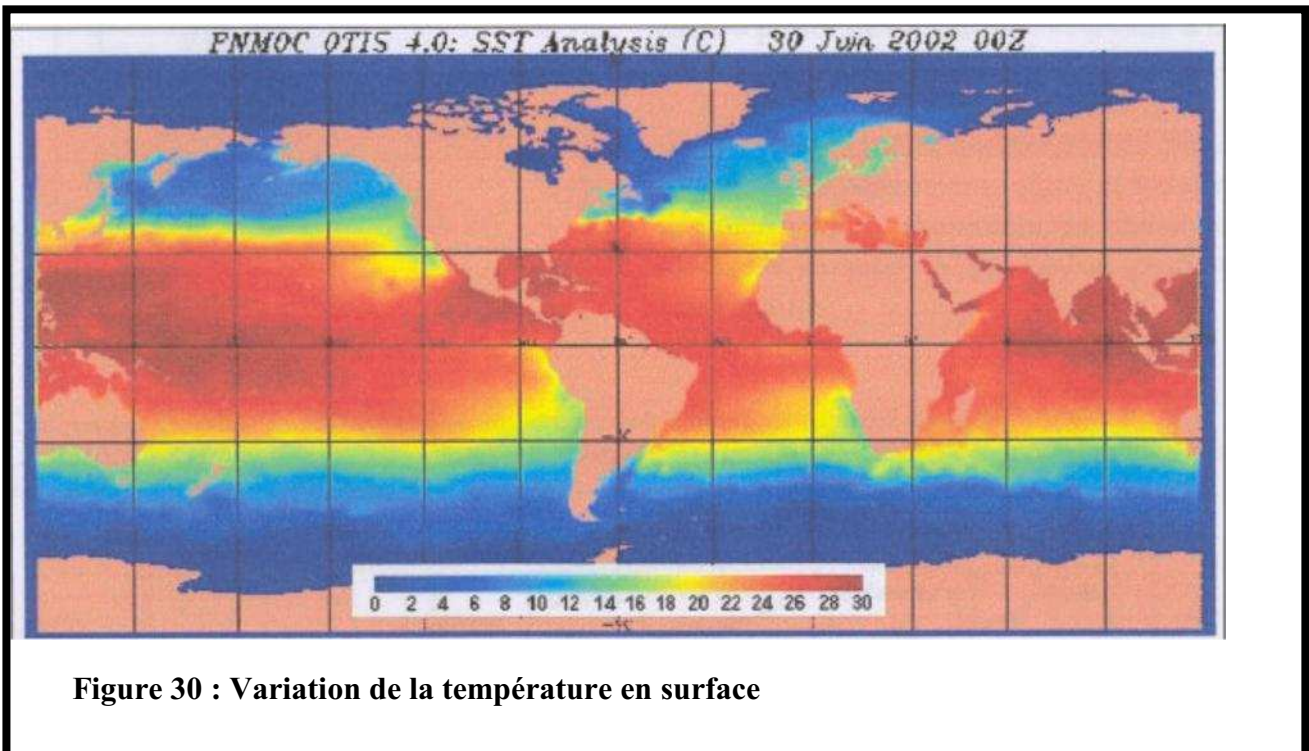 FNMOC OTIS 4.0: SST Analysis (C) 30 Juin 2002 00Z
0 2 4 6 8 10 12 14 16 18 20 22 24 26 28 30
Figure 30 : Variation de la température en surface